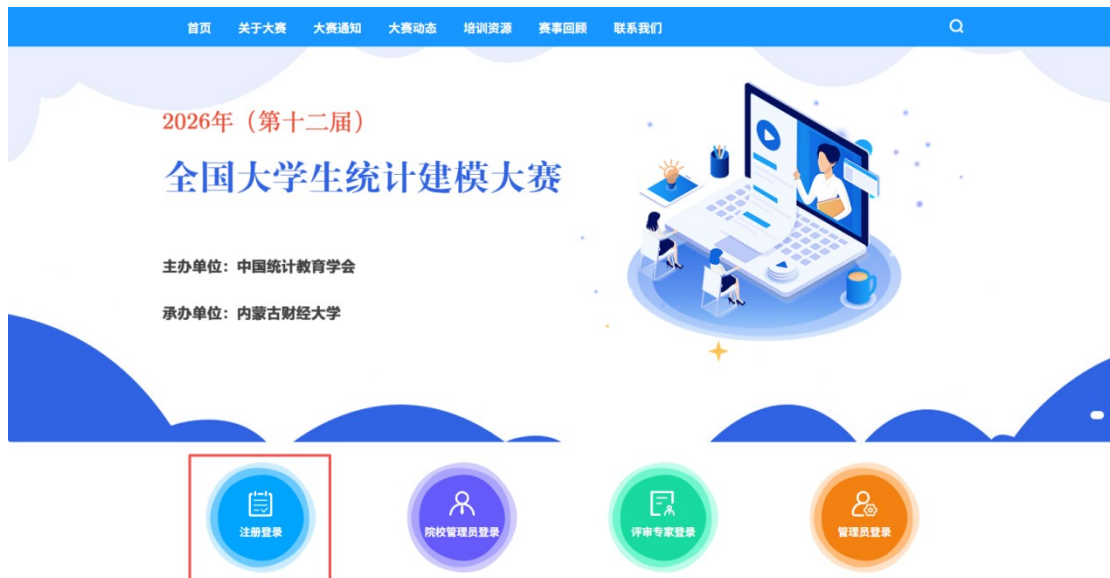 首页 关于大赛 大赛通知 大赛动态 培训资源 赛事回顾 联系我们
2026年（第十二届）
全国大学生统计建模大赛
主办单位：中国统计教育学会
承办单位：内蒙古财经大学
注册登录 院校管理员登录 评审专家登录 管理员登录